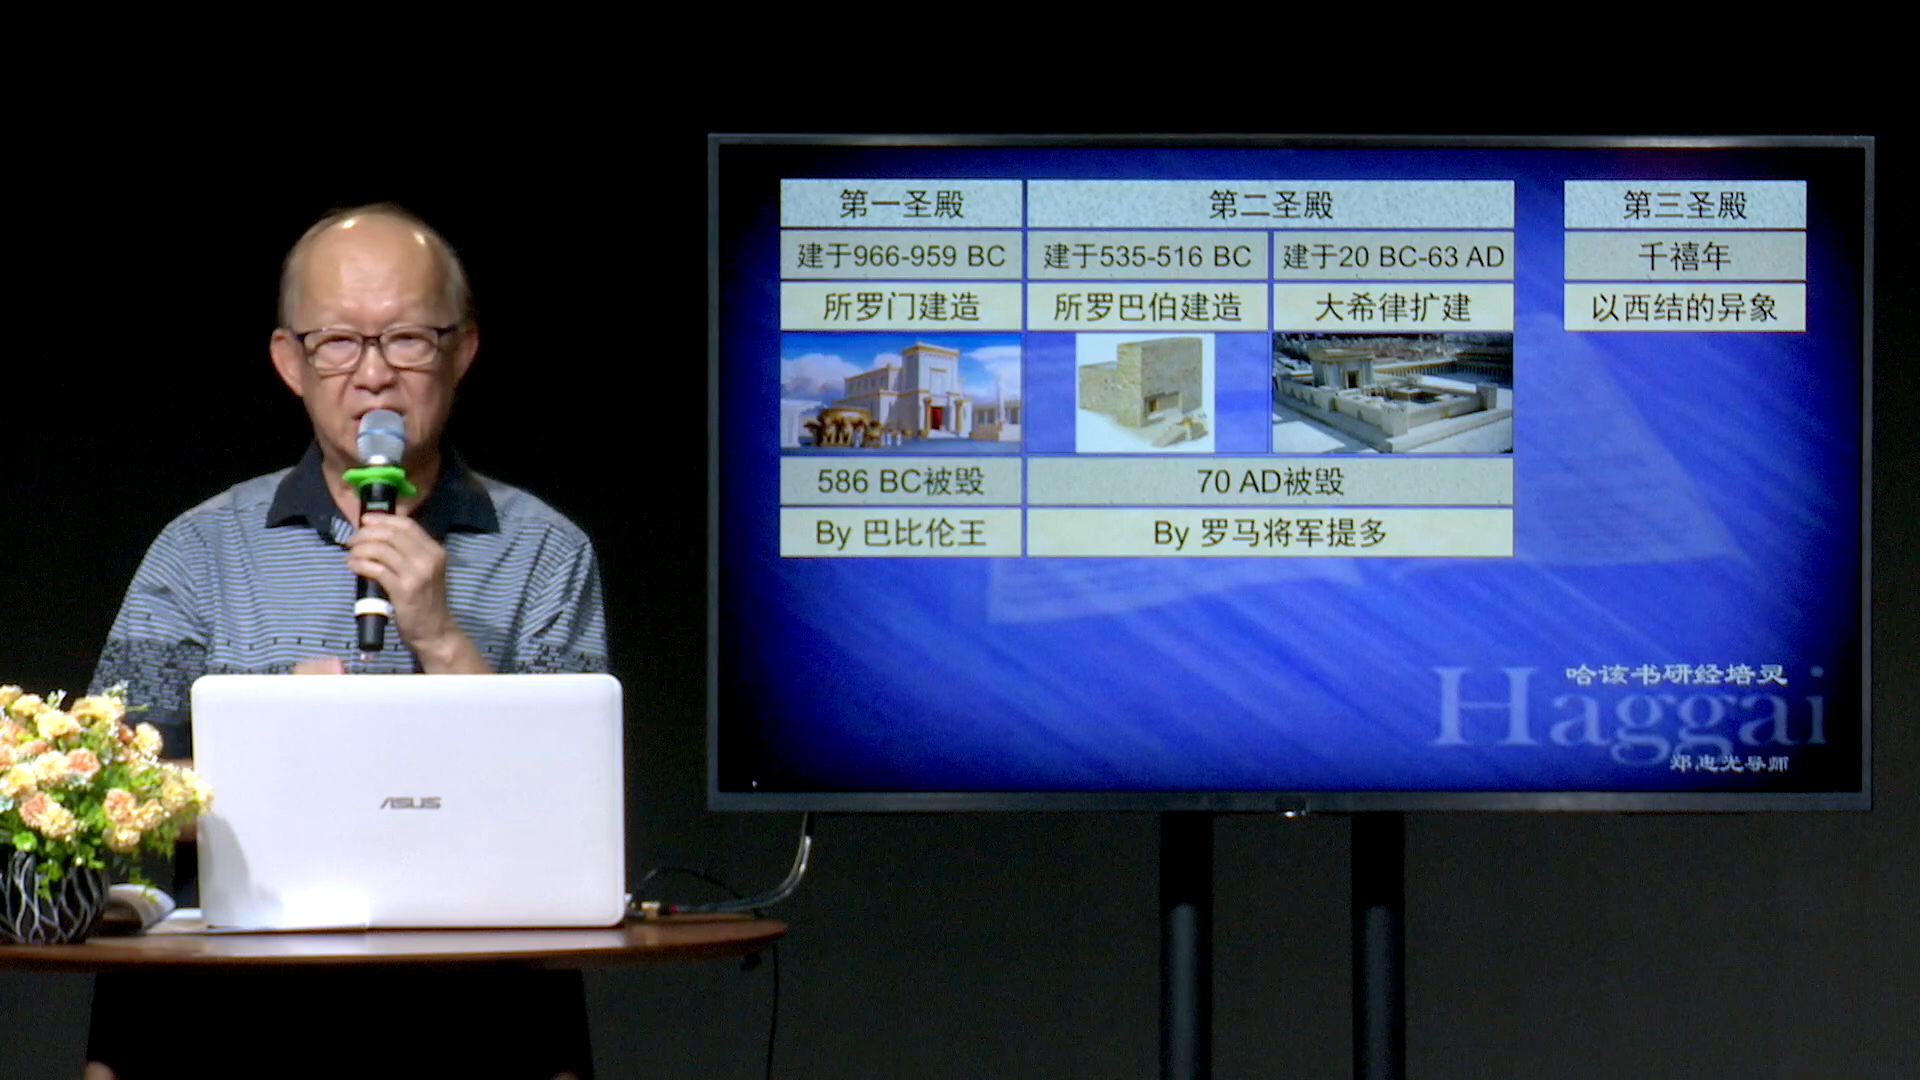 第一圣殿
第二圣殿
第三圣殿
建于966-959 BC
建于535-516 BC
建于20 BC-63 AD
千禧年
所罗门建造
所罗巴伯建造
大希律扩建
以西结的异象
586 BC被毁
70 AD被毁
By 巴比伦王
By 罗马将军提多
哈该书研经培灵
Haggai
郑惠光导师
ASUS